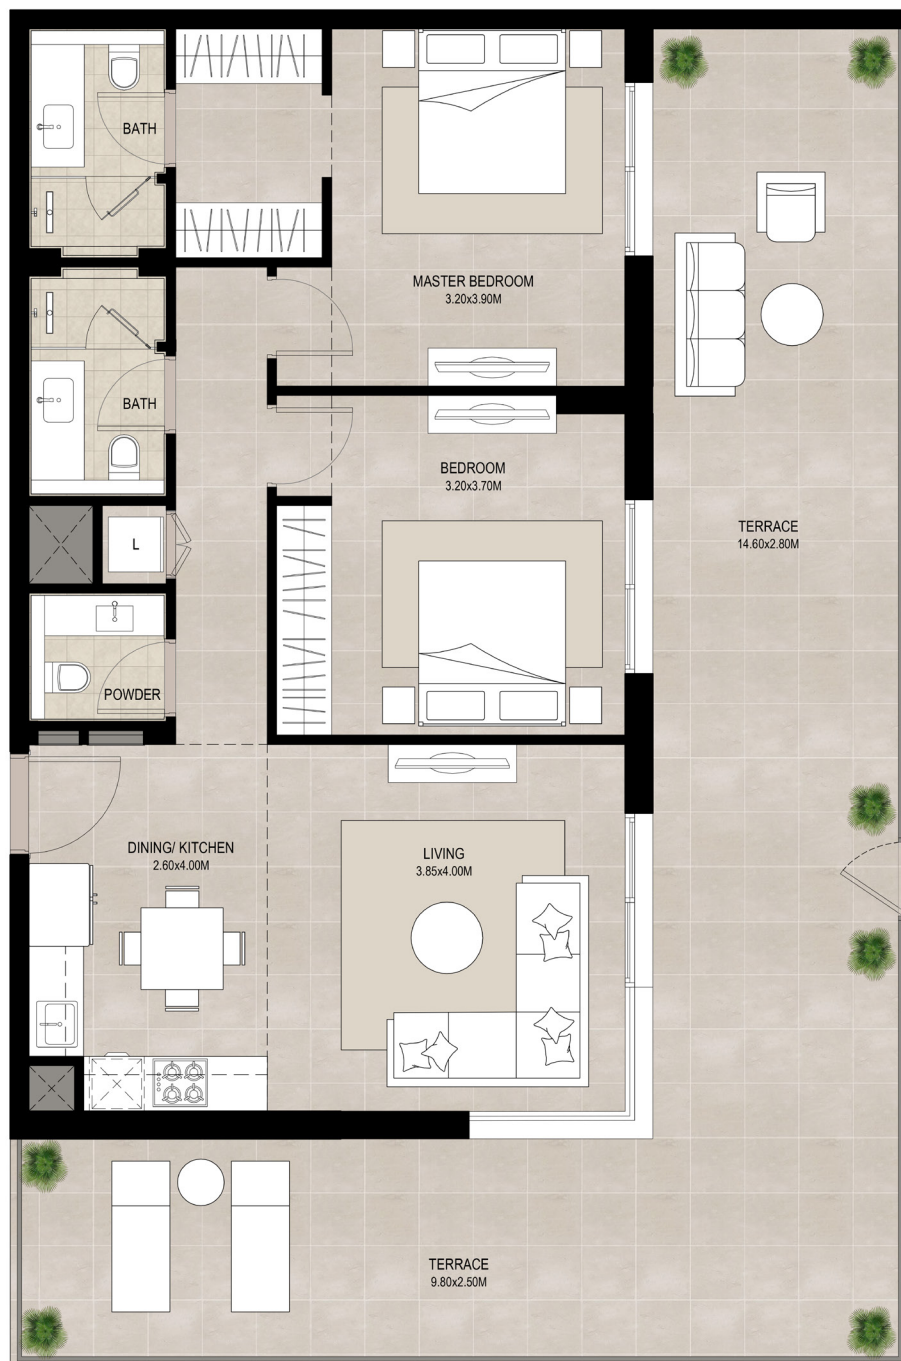 BATH
MASTER BEDROOM
3.20x3.90M
BATH
BEDROOM
3.20x3.70M
TERRACE
14.60x2.80M
L
POWDER
DINING/ KITCHEN
2.60x4.00M
LIVING
3.85x4.00M
TERRACE
9.80x2.50M